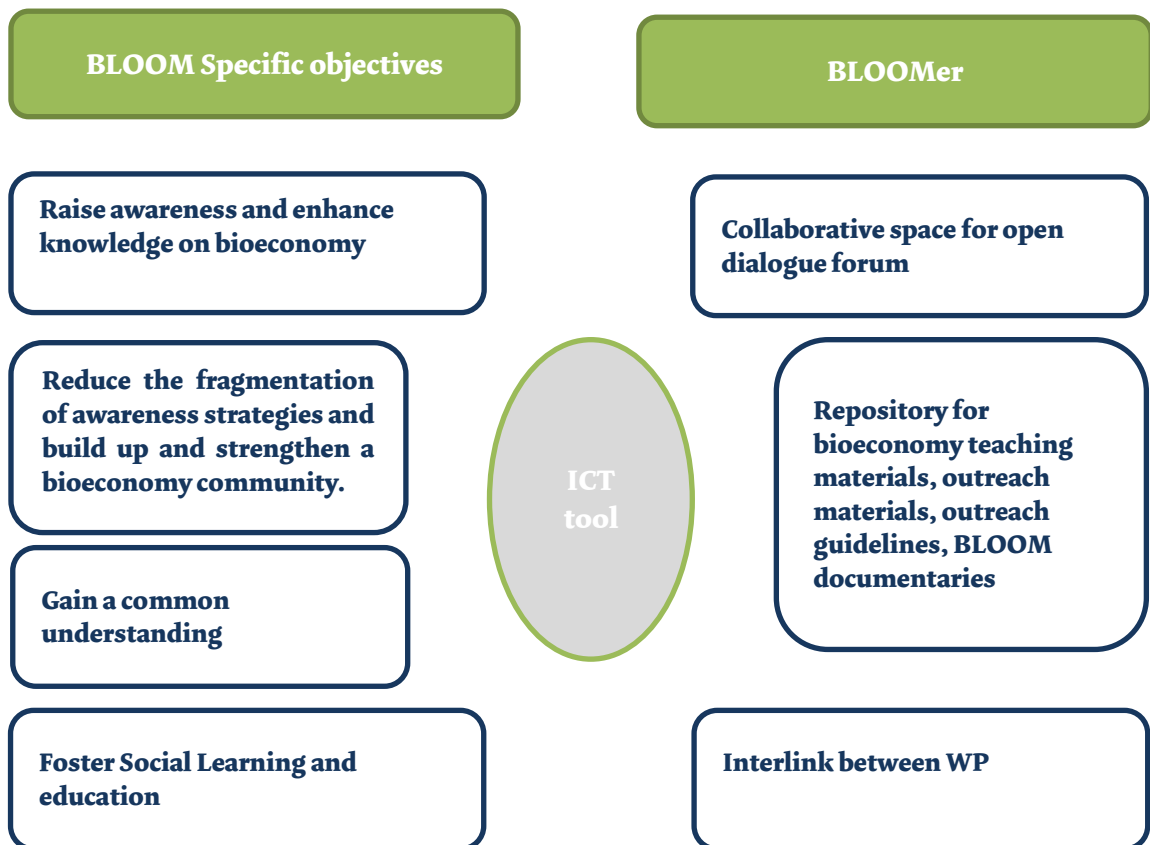 BLOOM Specific objectives
BLOOMer
Raise awareness and enhance
knowledge on bioeconomy
Collaborative space for open
dialogue forum
Reduce the fragmentation
of awareness strategies and
build up and strengthen a
bioeconomy community.
ICT
tool
Repository for
bioeconomy teaching
materials, outreach
materials, outreach
guidelines, BLOOM
documentaries
Gain a common
understanding
Foster Social Learning and
education
Interlink between WP